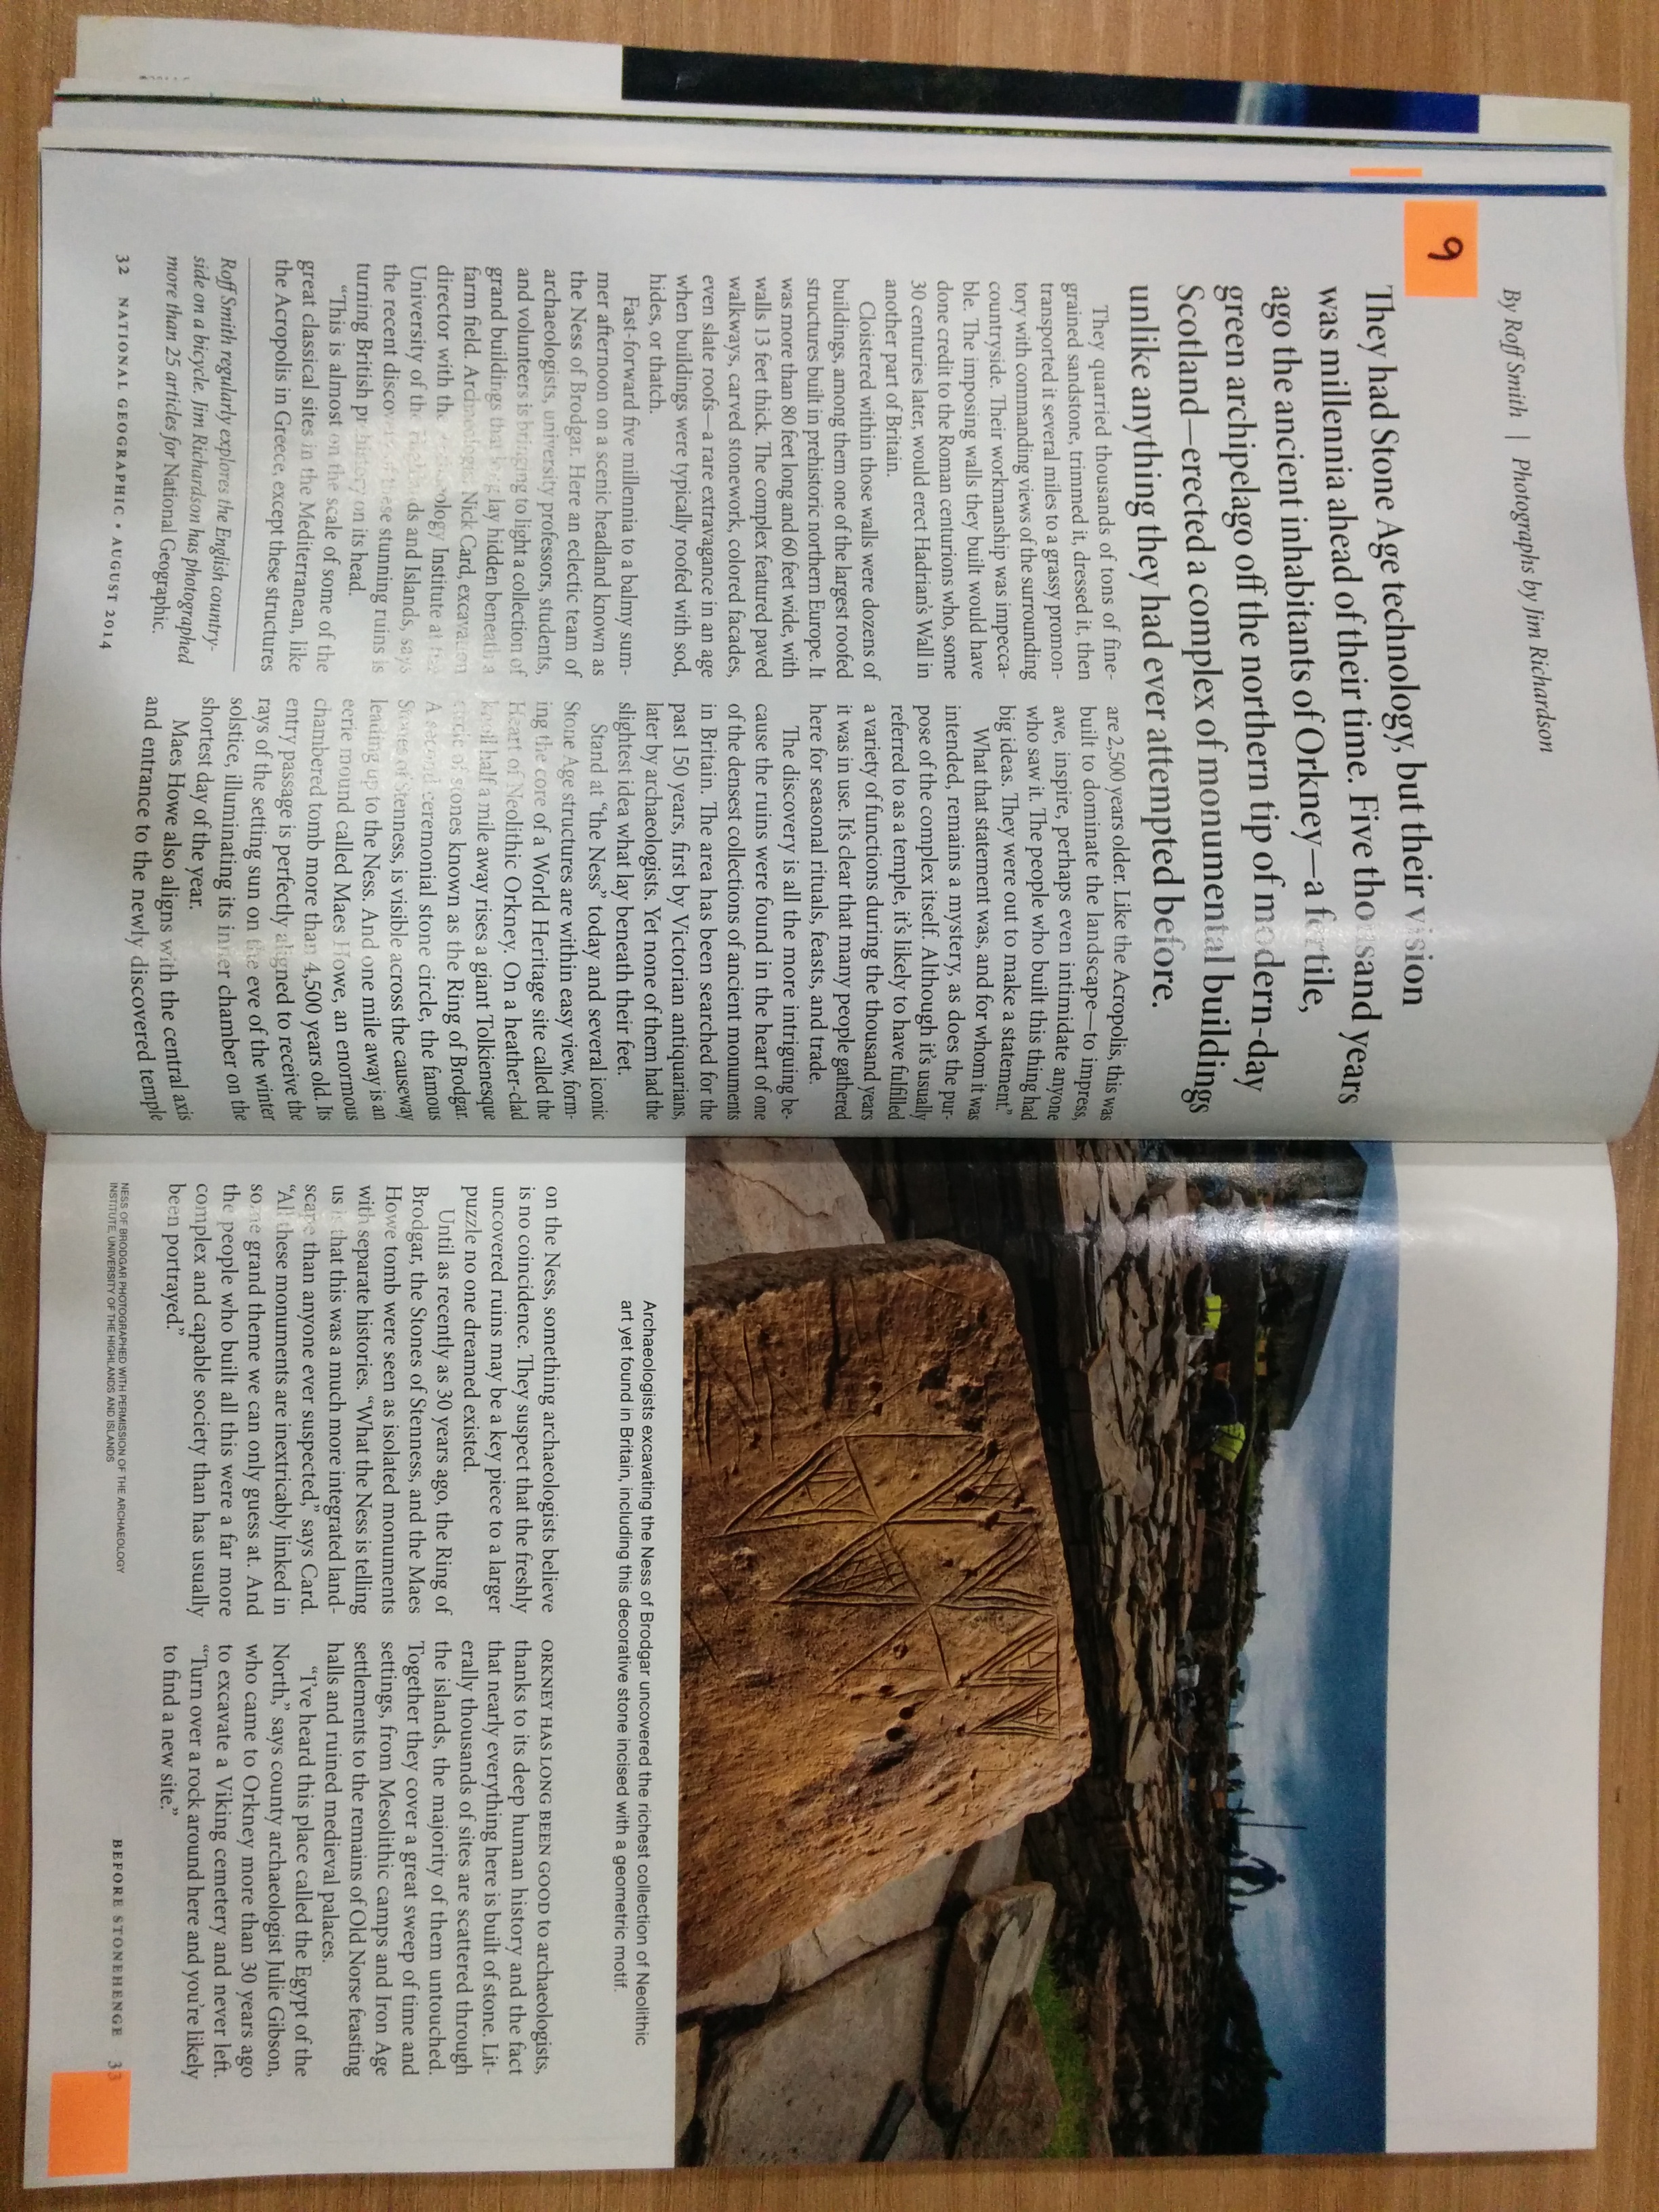 9
By Roff Smith | Photographs by Jim Richardson
They had Stone Age technology, but their vision
was millennia ahead of their time. Five thousand years
ago the ancient inhabitants of Orkney—a fertile,
green archipelago off the northern tip of modern-day
Scotland—erected a complex of monumental buildings
unlike anything they had ever attempted before.
They quarried thousands of tons of fine-
grained sandstone, trimmed it, dressed it, then
transported it several miles to a grassy promon-
tory with commanding views of the surrounding
countryside. Their workmanship was impecca-
ble. The imposing walls they built would have
done credit to the Roman centurions who, some
30 centuries later, would erect Hadrian's Wall in
another part of Britain.
Cloistered within those walls were dozens of
buildings, among them one of the largest roofed
structures built in prehistoric northern Europe. It
was more than 80 feet long and 60 feet wide, with
walls 13 feet thick. The complex featured paved
walkways, carved stonework, colored facades,
even slate roofs—a rare extravagance in an age
when buildings were typically roofed with sod,
hides, or thatch.
Fast-forward five millennia to a balmy sum-
mer afternoon on a scenic headland known as
the Ness of Brodgar. Here an eclectic team of
archaeologists, university professors, students,
and volunteers is bringing to light a collection of
grand buildings that long lay hidden beneath a
farm field. Archaeologist Nick Card, excavation
director with the Archaeology Institute at the
University of the Highlands and Islands, says
the recent discovery of these stunning ruins is
turning British prehistory on its head.
“This is almost on the scale of some of the
great classical sites in the Mediterranean, like
the Acropolis in Greece, except these structures
Roff Smith regularly explores the English country-
side on a bicycle. Jim Richardson has photographed
more than 25 articles for National Geographic.
32 NATIONAL GEOGRAPHIC • AUGUST 2014
are 2,500 years older. Like the Acropolis, this was
built to dominate the landscape—to impress,
awe, inspire, perhaps even intimidate anyone
who saw it. The people who built this thing had
big ideas. They were out to make a statement.”
What that statement was, and for whom it was
intended, remains a mystery, as does the pur-
pose of the complex itself. Although it's usually
referred to as a temple, it's likely to have fulfilled
a variety of functions during the thousand years
it was in use. It's clear that many people gathered
here for seasonal rituals, feasts, and trade.
The discovery is all the more intriguing be-
cause the ruins were found in the heart of one
of the densest collections of ancient monuments
in Britain. The area has been searched for the
past 150 years, first by Victorian antiquarians,
later by archaeologists. Yet none of them had the
slightest idea what lay beneath their feet.
Stand at “the Ness” today and several iconic
Stone Age structures are within easy view, form-
ing the core of a World Heritage site called the
Heart of Neolithic Orkney. On a heather-clad
knoll half a mile away rises a giant Tolkienesque
circle of stones known as the Ring of Brodgar.
A second ceremonial stone circle, the famous
Stones of Stenness, is visible across the causeway
leading up to the Ness. And one mile away is an
eerie mound called Maes Howe, an enormous
chambered tomb more than 4,500 years old. Its
entry passage is perfectly aligned to receive the
rays of the setting sun on the eve of the winter
solstice, illuminating its inner chamber on the
shortest day of the year.
Maes Howe also aligns with the central axis
and entrance to the newly discovered temple
Archaeologists excavating the Ness of Brodgar uncovered the richest collection of Neolithic
art yet found in Britain, including this decorative stone incised with a geometric motif.
on the Ness, something archaeologists believe
is no coincidence. They suspect that the freshly
uncovered ruins may be a key piece to a larger
puzzle no one dreamed existed.
Until as recently as 30 years ago, the Ring of
Brodgar, the Stones of Stenness, and the Maes
Howe tomb were seen as isolated monuments
with separate histories. “What the Ness is telling
us is that this was a much more integrated land-
scape than anyone ever suspected,” says Card.
“All these monuments are inextricably linked in
some grand theme we can only guess at. And
the people who built all this were a far more
complex and capable society than has usually
been portrayed.”
ORKNEY HAS LONG BEEN GOOD to archaeologists,
thanks to its deep human history and the fact
that nearly everything here is built of stone. Lit-
erally thousands of sites are scattered through
the islands, the majority of them untouched.
Together they cover a great sweep of time and
settings, from Mesolithic camps and Iron Age
settlements to the remains of Old Norse feasting
halls and ruined medieval palaces.
“I've heard this place called the Egypt of the
North,” says county archaeologist Julie Gibson,
who came to Orkney more than 30 years ago
to excavate a Viking cemetery and never left.
“Turn over a rock around here and you're likely
to find a new site.”
NESS OF BRODGAR PHOTOGRAPHED WITH PERMISSION OF THE ARCHAEOLOGY
INSTITUTE, UNIVERSITY OF THE HIGHLANDS AND ISLANDS
BEFORE STONEHENGE 33